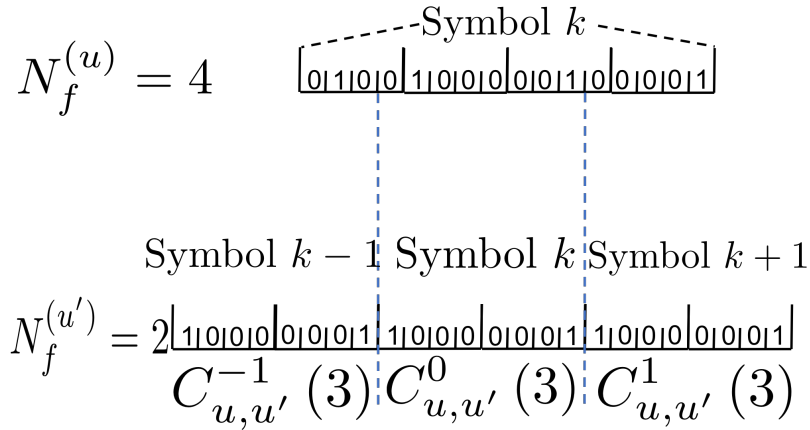 Symbol k
N_f^{(u)} = 4 0 1 0 0 1 0 0 0 0 0 1 0 0 0 0 1
Symbol k − 1 Symbol k Symbol k + 1
N_f^{(u′)} = 2 1 0 0 0 0 0 0 1 1 0 0 0 0 0 0 1 1 0 0 0 0 0 0 1
C_{u,u′}^{−1} (3) C_{u,u′}^{0} (3) C_{u,u′}^{1} (3)